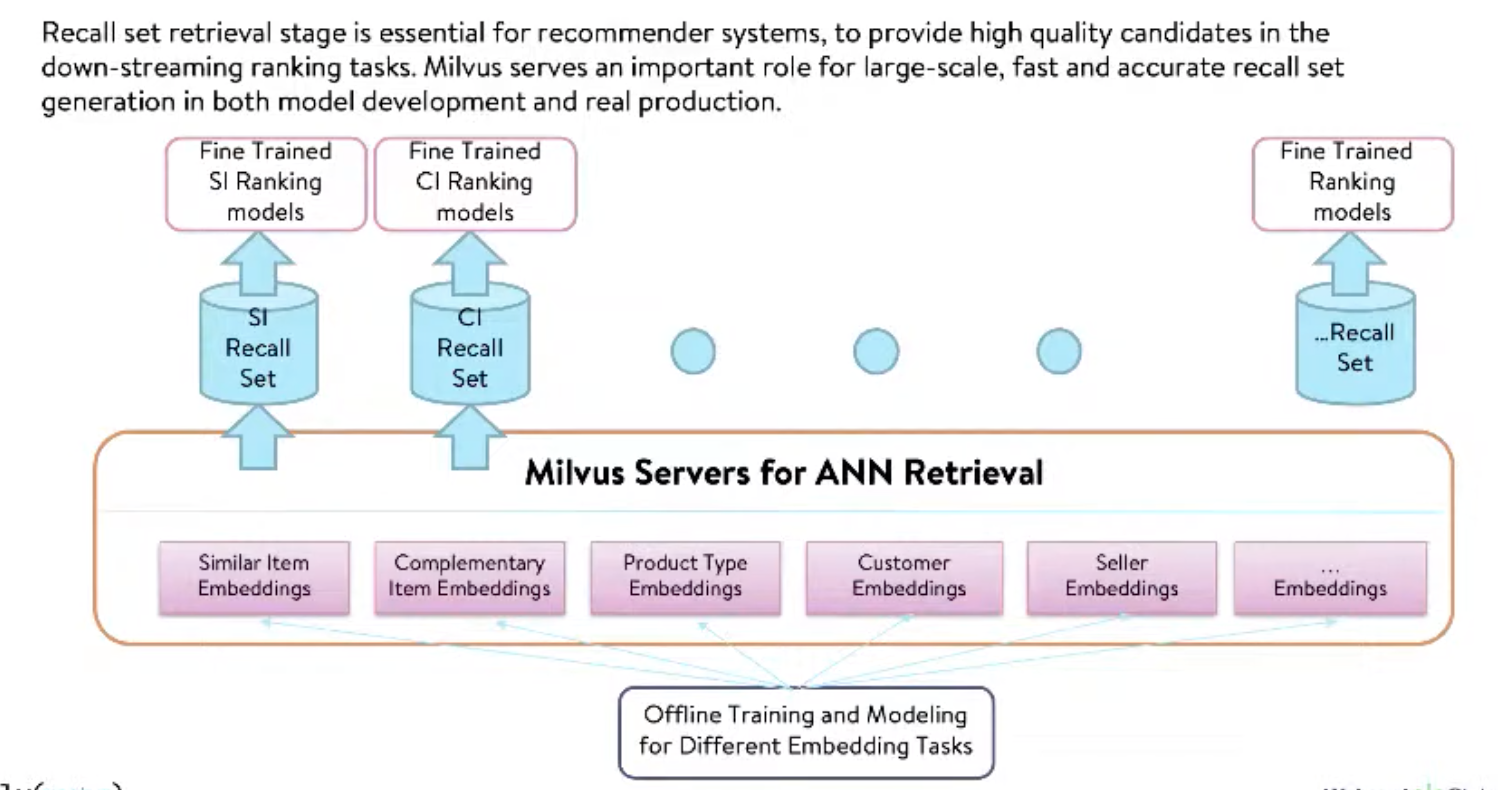 Recall set retrieval stage is essential for recommender systems, to provide high quality candidates in the
down-streaming ranking tasks. Milvus serves an important role for large-scale, fast and accurate recall set
generation in both model development and real production.
Fine Trained
SI Ranking
models
Fine Trained
CI Ranking
models
Fine Trained
Ranking
models
SI
Recall
Set
CI
Recall
Set
...Recall
Set
Milvus Servers for ANN Retrieval
Similar Item
Embeddings
Complementary
Item Embeddings
Product Type
Embeddings
Customer
Embeddings
Seller
Embeddings
...
Embeddings
Offline Training and Modeling
for Different Embedding Tasks